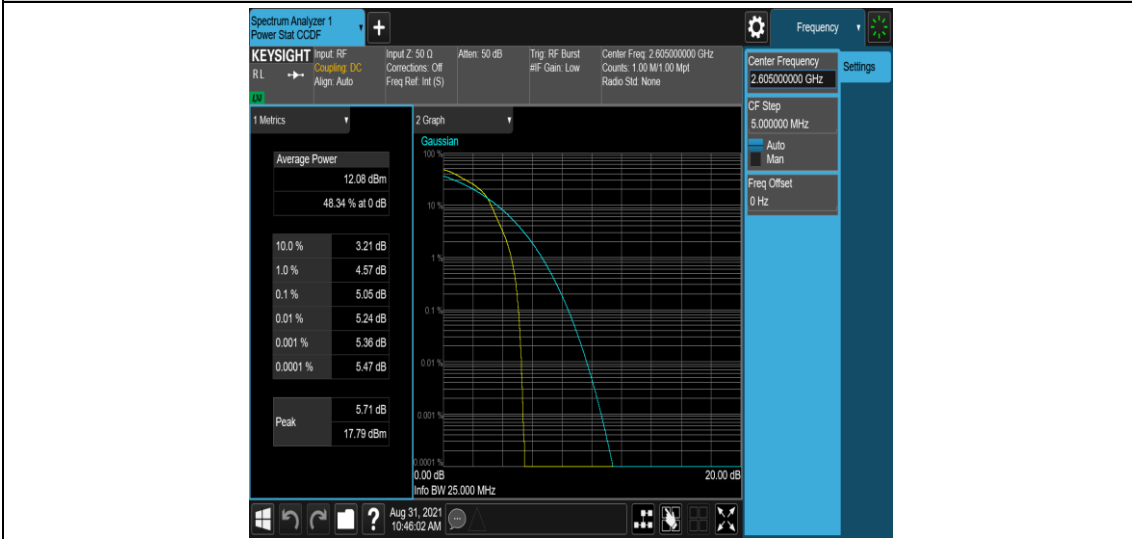 Spectrum Analyzer 1
Power Stat CCDF
+
Frequency
KEYSIGHT
RL
LM
Input: RF
Coupling: DC
Align: Auto
Input Z: 50 Ω
Corrections: Off
Freq Ref: Int (S)
Atten: 50 dB
Trig: RF Burst
#IF Gain: Low
Center Freq: 2.605000000 GHz
Counts: 1.00 M/1.00 Mpt
Radio Std: None
Center Frequency
2.605000000 GHz
Settings
CF Step
5.000000 MHz
Auto
Man
Freq Offset
0 Hz
1 Metrics
Average Power
12.08 dBm
48.34 % at 0 dB
10.0 % 3.21 dB
1.0 % 4.57 dB
0.1 % 5.05 dB
0.01 % 5.24 dB
0.001 % 5.36 dB
0.0001 % 5.47 dB
Peak
5.71 dB
17.79 dBm
2 Graph
Gaussian
100 %
10 %
1 %
0.1 %
0.01 %
0.001 %
0.0001 %
0.00 dB 20.00 dB
Info BW 25.000 MHz
?
Aug 31, 2021
10:46:02 AM